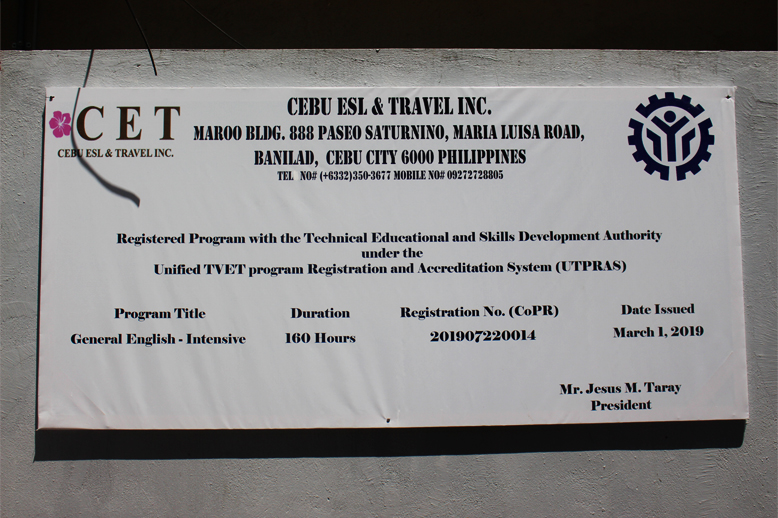 CET
CEBU ESL & TRAVEL INC.
CEBU ESL & TRAVEL INC.
MAROO BLDG. 888 PASEO SATURNINO, MARIA LUISA ROAD,
BANILAD, CEBU CITY 6000 PHILIPPINES
TEL NO# (+6332)350-3677 MOBILE NO# 09272728805
Registered Program with the Technical Educational and Skills Development Authority
under the
Unified TVET program Registration and Accreditation System (UTPRAS)
Program Title Duration Registration No. (CoPR) Date Issued
General English - Intensive 160 Hours 201907220014 March 1, 2019
Mr. Jesus M. Taray
President